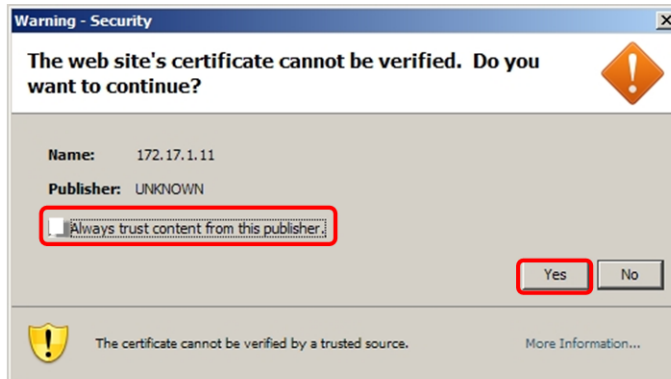 Warning - Security
The web site's certificate cannot be verified. Do you
want to continue?
Name: 172.17.1.11
Publisher: UNKNOWN
Always trust content from this publisher.
Yes No
The certificate cannot be verified by a trusted source. More Information...